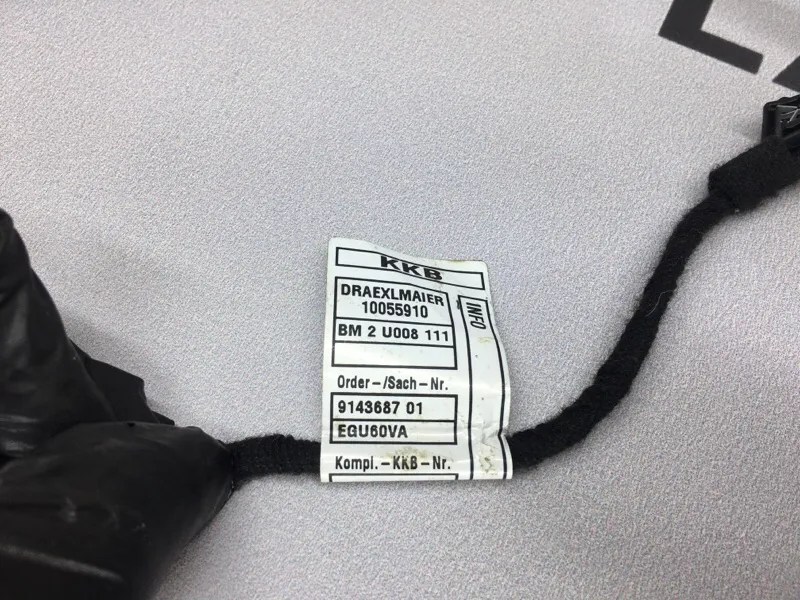 KKB
DRAEXLMAIER
10055910
BM 2 U008 111
INFO
Order-/Sach-Nr.
9143687 01
EGU60VA
Kompl.-KKB-Nr.